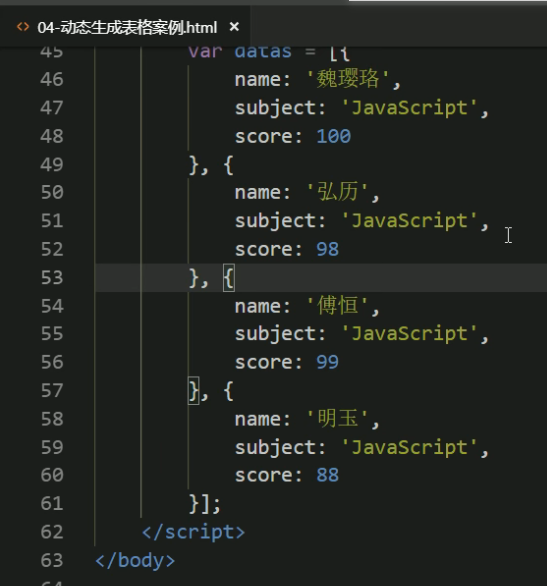 <> 04-动态生成表格案例.html ×
45 var datas = [{
46 name: '魏璎珞',
47 subject: 'JavaScript',
48 score: 100
49 }, {
50 name: '弘历',
51 subject: 'JavaScript',
52 score: 98
53 }, {
54 name: '傅恒',
55 subject: 'JavaScript',
56 score: 99
57 }, {
58 name: '明玉',
59 subject: 'JavaScript',
60 score: 88
61 }];
62 </script>
63 </body>
64